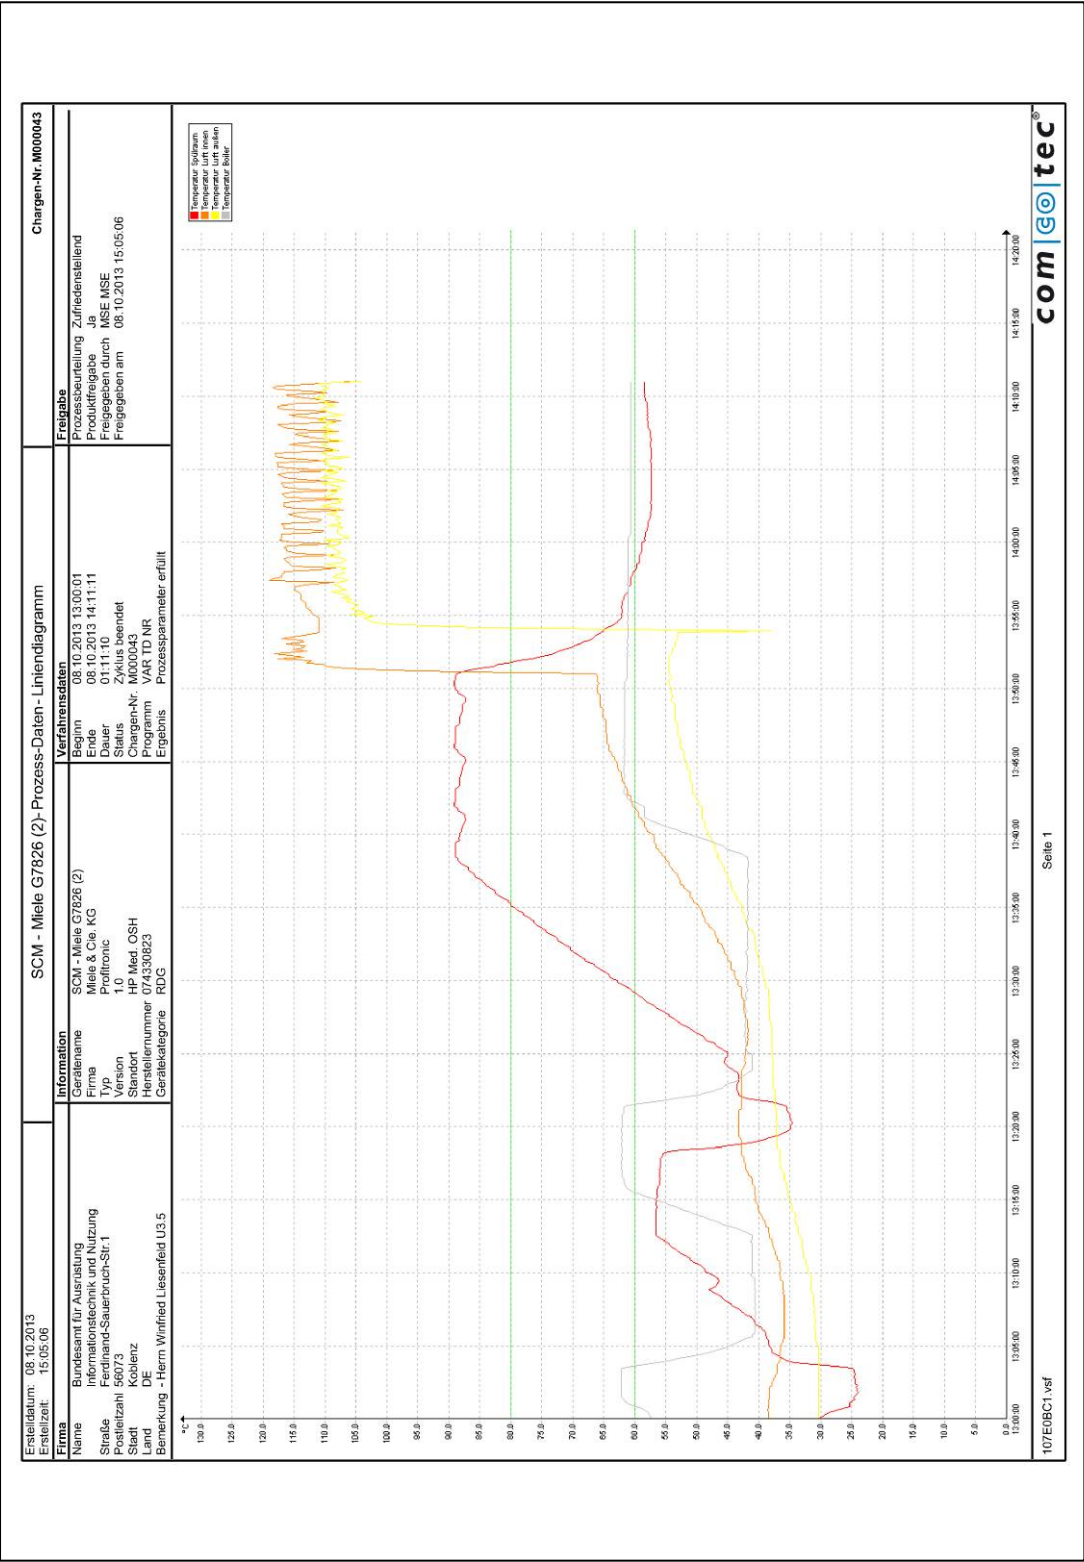 Erstelldatum: 08.10.2013
Erstellzeit: 15:05:06
SCM - Miele G7826 (2)- Prozess-Daten - Liniendiagramm
Chargen-Nr. M000043
Firma
Name Bundesamt für Ausrüstung
Informationstechnik und Nutzung
Straße Ferdinand-Sauerbruch-Str.1
Postleitzahl 56073
Stadt Koblenz
Land DE
Bemerkung - Herrn Winfried Liesenfeld U3.5
Information
Gerätename SCM - Miele G7826 (2)
Firma Miele & Cie. KG
Typ Profitronic
Version 1.0
Standort HP Med. OSH
Herstellernummer 074330823
Gerätekategorie RDG
Verfahrensdaten
Beginn 08.10.2013 13:00:01
Ende 08.10.2013 14:11:11
Dauer 01:11:10
Status Zyklus beendet
Chargen-Nr. M000043
Programm VAR TD NR
Ergebnis Prozessparameter erfüllt
Freigabe
Prozessbeurteilung Zufriedenstellend
Produktfreigabe Ja
Freigegeben durch MSE MSE
Freigegeben am 08.10.2013 15:05:06
Temperatur Spülraum
Temperatur Luft innen
Temperatur Luft außen
Temperatur Boiler
°C
130.0
125.0
120.0
115.0
110.0
105.0
100.0
95.0
90.0
85.0
80.0
75.0
70.0
65.0
60.0
55.0
50.0
45.0
40.0
35.0
30.0
25.0
20.0
15.0
10.0
5.0
0.0
13:00:00 13:05:00 13:10:00 13:15:00 13:20:00 13:25:00 13:30:00 13:35:00 13:40:00 13:45:00 13:50:00 13:55:00 14:00:00 14:05:00 14:10:00 14:15:00 14:20:00
107E0BC1.vsf
Seite 1
com|go|tec®